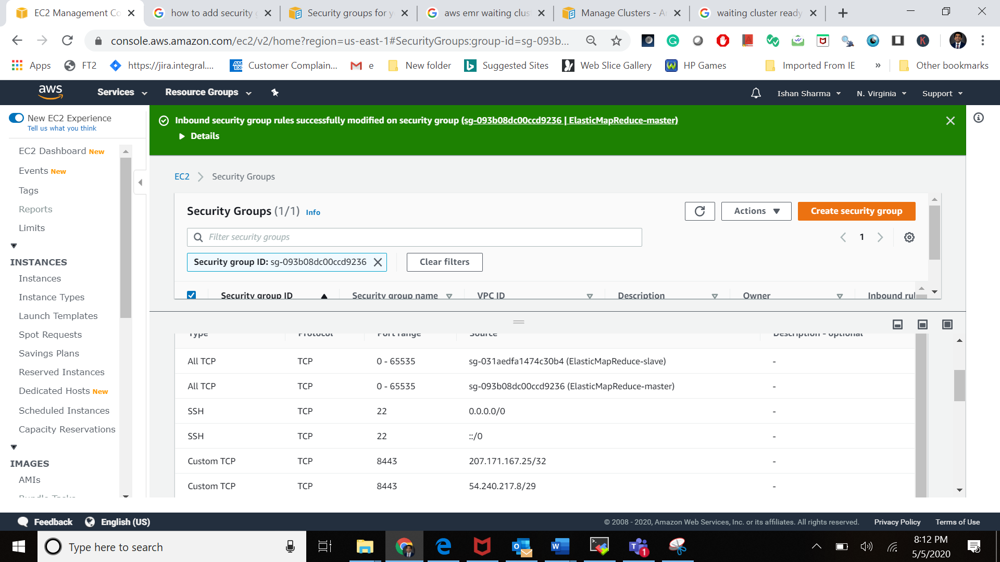 EC2 Management Co
how to add security g
Security groups for y
aws emr waiting clus
Manage Clusters - A
waiting cluster ready
console.aws.amazon.com/ec2/v2/home?region=us-east-1#SecurityGroups:group-id=sg-093b...
Apps
FT2
https://jira.integral....
Customer Complain...
e
New folder
Suggested Sites
Web Slice Gallery
HP Games
Imported From IE
»
Other bookmarks
aws
Services
Resource Groups
Ishan Sharma
N. Virginia
Support
New EC2 Experience
Tell us what you think
Inbound security group rules successfully modified on security group (sg-093b08dc00ccd9236 | ElasticMapReduce-master)
Details
EC2 Dashboard New
Events New
Tags
Reports
Limits
INSTANCES
Instances
Instance Types
Launch Templates
Spot Requests
Savings Plans
Reserved Instances
Dedicated Hosts New
Scheduled Instances
Capacity Reservations
IMAGES
AMIs
Bundle Tasks
EC2 > Security Groups
Security Groups (1/1) Info
Actions
Create security group
Filter security groups
1
Security group ID: sg-093b08dc00ccd9236
Clear filters
Security group ID
Security group name
VPC ID
Description
Owner
Inbound rul
Type Protocol Port range Source Description - optional
All TCP TCP 0 - 65535 sg-031aedfa1474c30b4 (ElasticMapReduce-slave) -
All TCP TCP 0 - 65535 sg-093b08dc00ccd9236 (ElasticMapReduce-master) -
SSH TCP 22 0.0.0.0/0 -
SSH TCP 22 ::/0 -
Custom TCP TCP 8443 207.171.167.25/32 -
Custom TCP TCP 8443 54.240.217.8/29 -
Feedback
English (US)
© 2008 - 2020, Amazon Web Services, Inc. or its affiliates. All rights reserved.
Privacy Policy
Terms of Use
Type here to search
8:12 PM
5/5/2020